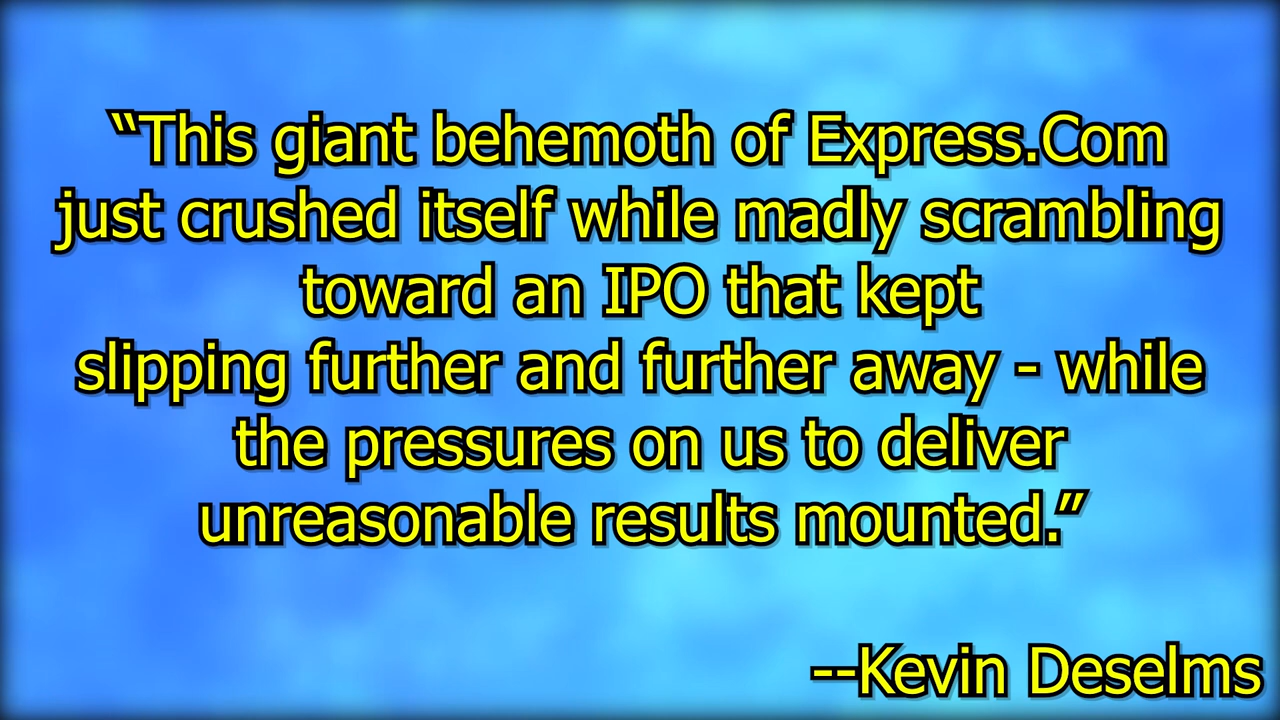 “This giant behemoth of Express.Com
just crushed itself while madly scrambling
toward an IPO that kept
slipping further and further away - while
the pressures on us to deliver
unreasonable results mounted.”
--Kevin Deselms